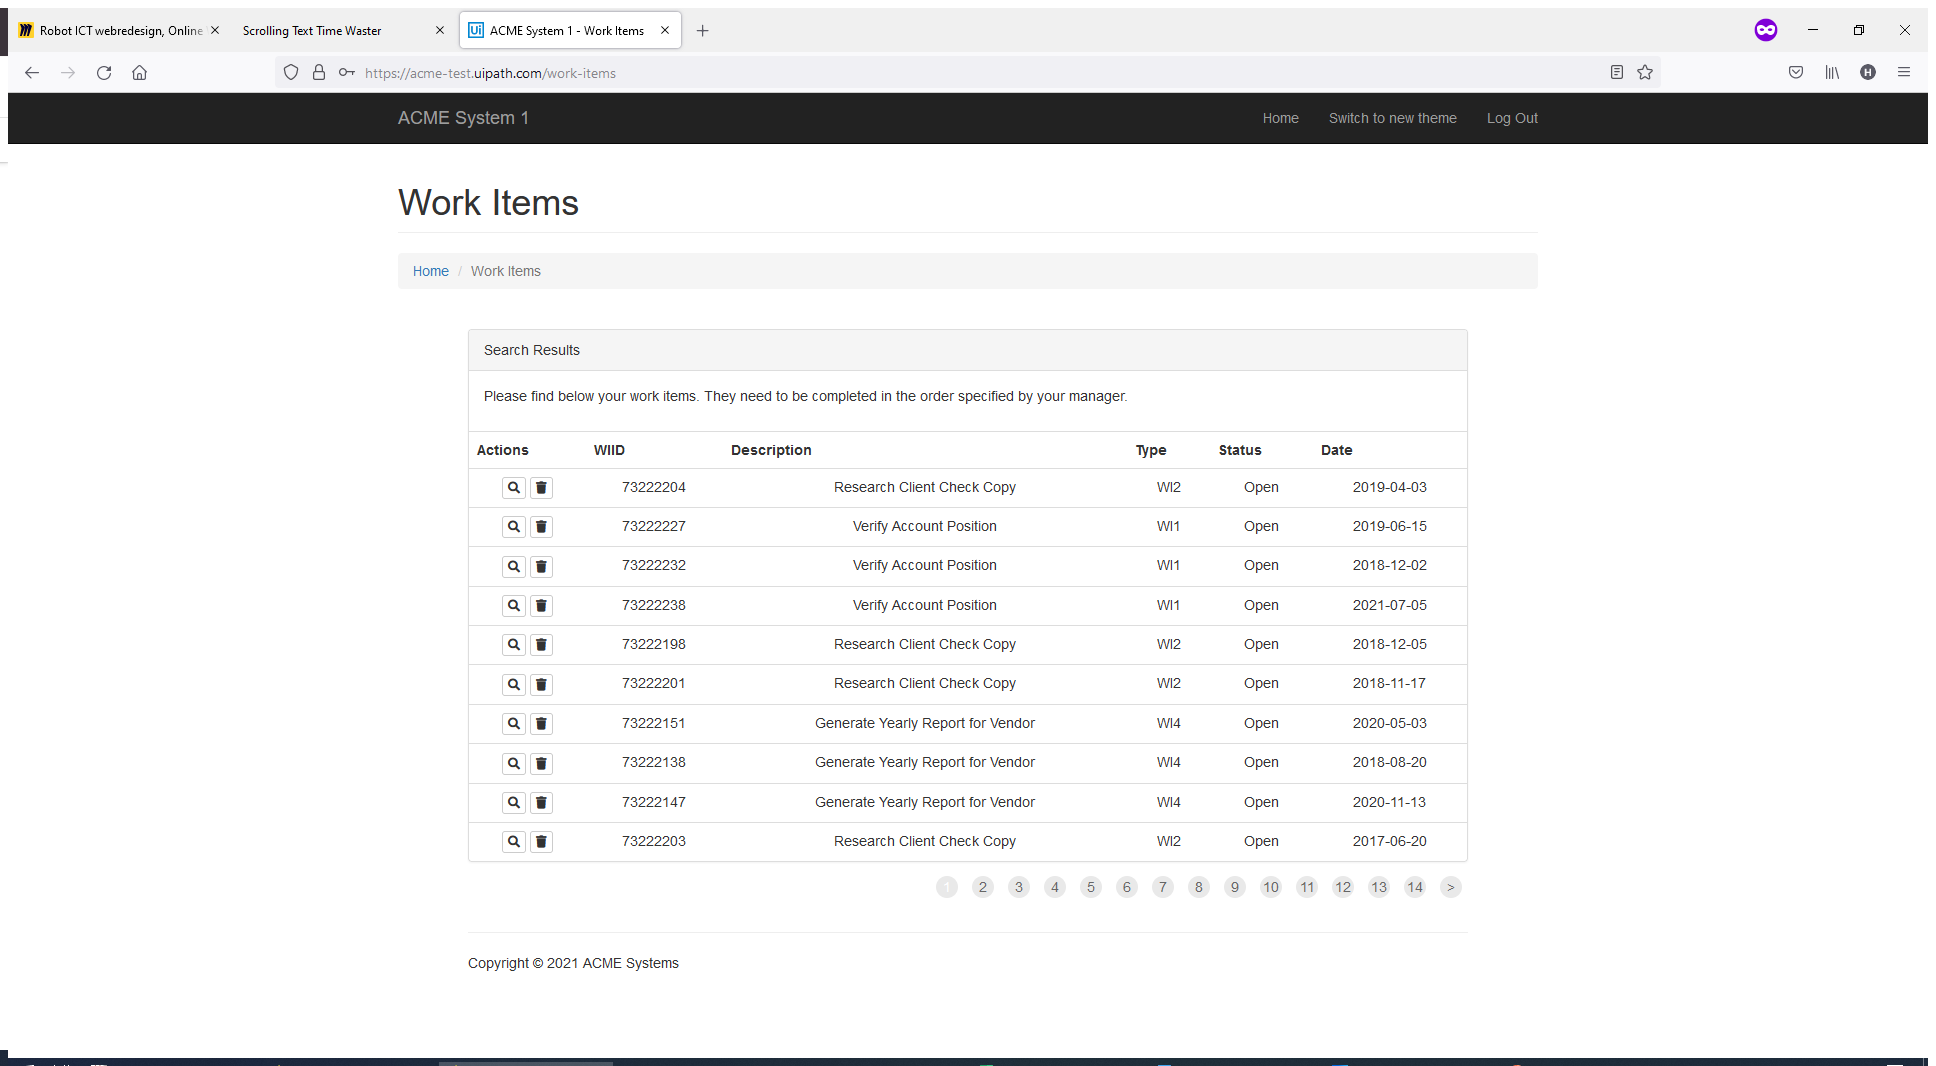 Robot ICT webredesign, Online
Scrolling Text Time Waster
Ui ACME System 1 - Work Items
https://acme-test.uipath.com/work-items
H
ACME System 1
Home
Switch to new theme
Log Out
Work Items
Home / Work Items
Search Results
Please find below your work items. They need to be completed in the order specified by your manager.
Actions WIID Description Type Status Date
73222204 Research Client Check Copy WI2 Open 2019-04-03
73222227 Verify Account Position WI1 Open 2019-06-15
73222232 Verify Account Position WI1 Open 2018-12-02
73222238 Verify Account Position WI1 Open 2021-07-05
73222198 Research Client Check Copy WI2 Open 2018-12-05
73222201 Research Client Check Copy WI2 Open 2018-11-17
73222151 Generate Yearly Report for Vendor WI4 Open 2020-05-03
73222138 Generate Yearly Report for Vendor WI4 Open 2018-08-20
73222147 Generate Yearly Report for Vendor WI4 Open 2020-11-13
73222203 Research Client Check Copy WI2 Open 2017-06-20
1 2 3 4 5 6 7 8 9 10 11 12 13 14 >
Copyright © 2021 ACME Systems